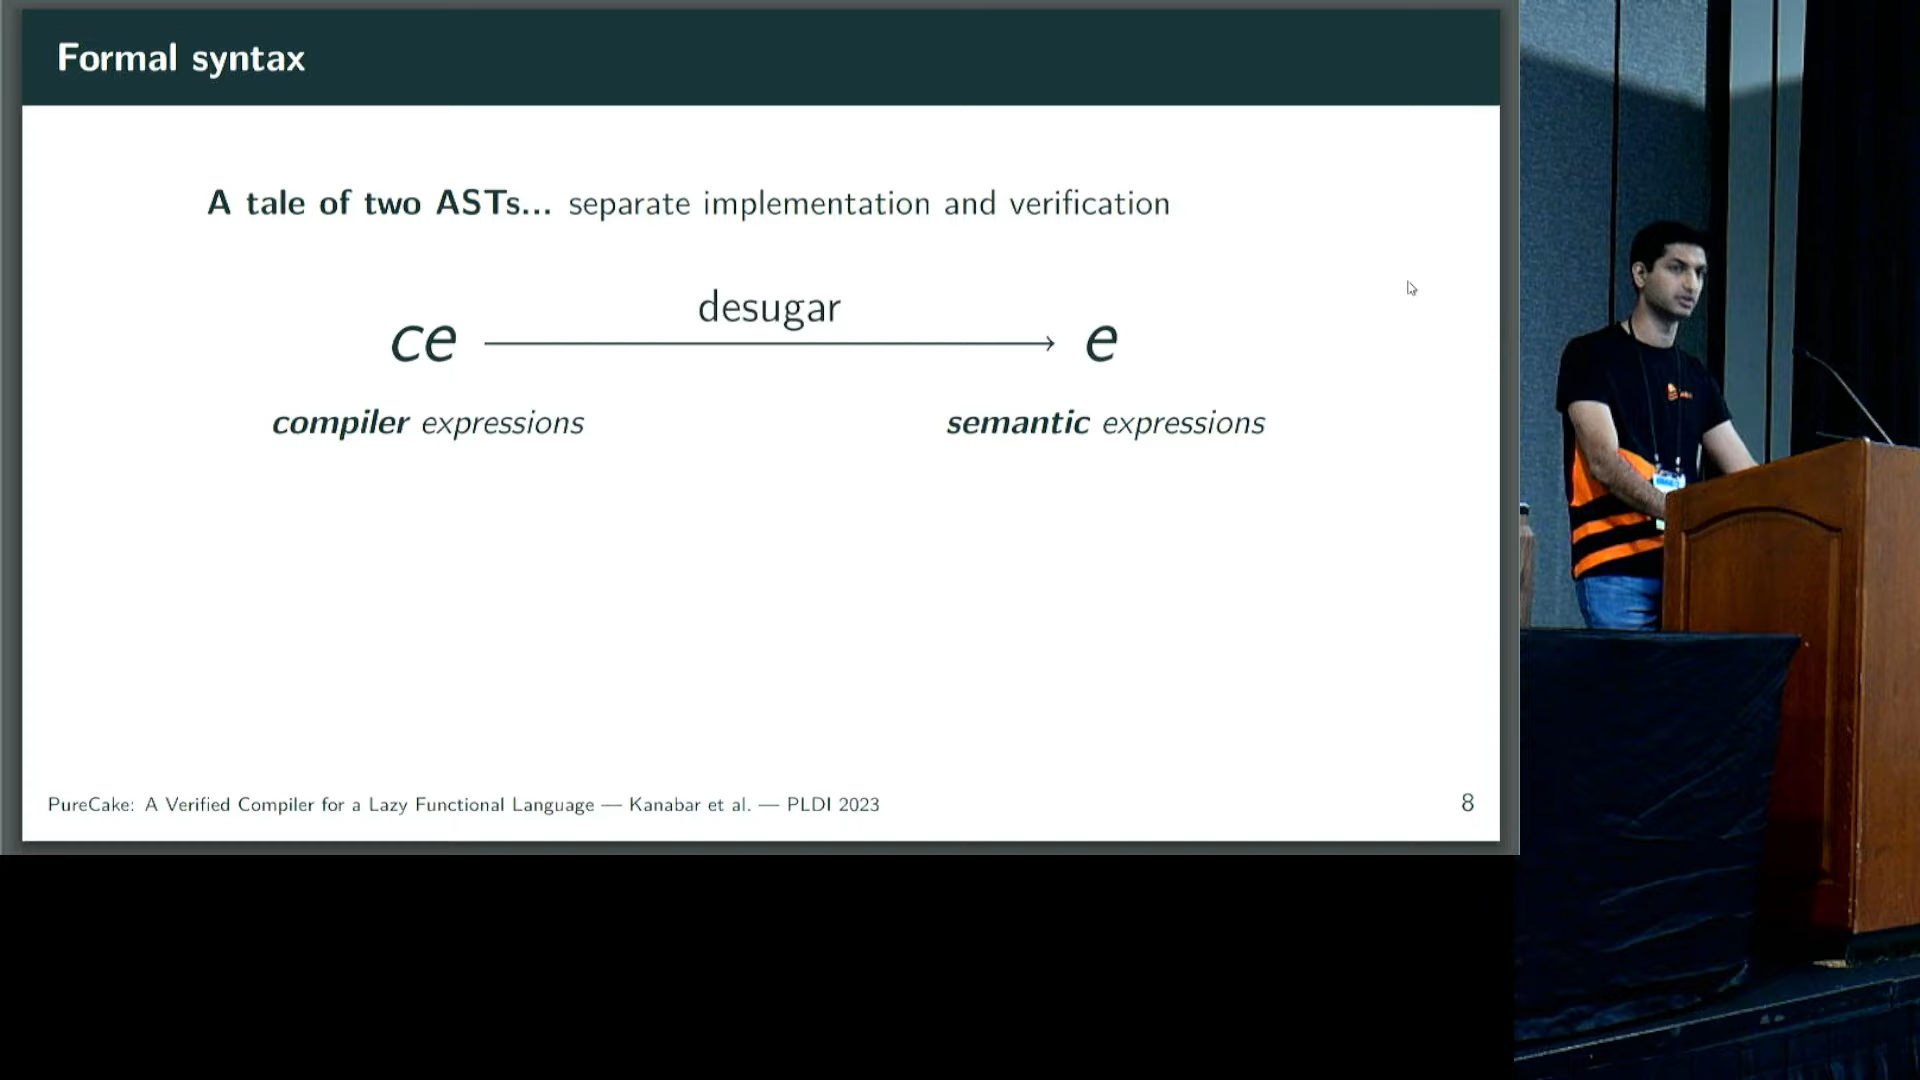 Formal syntax
A tale of two ASTs... separate implementation and verification
desugar
ce
e
compiler expressions
semantic expressions
PureCake: A Verified Compiler for a Lazy Functional Language — Kanabar et al. — PLDI 2023
8